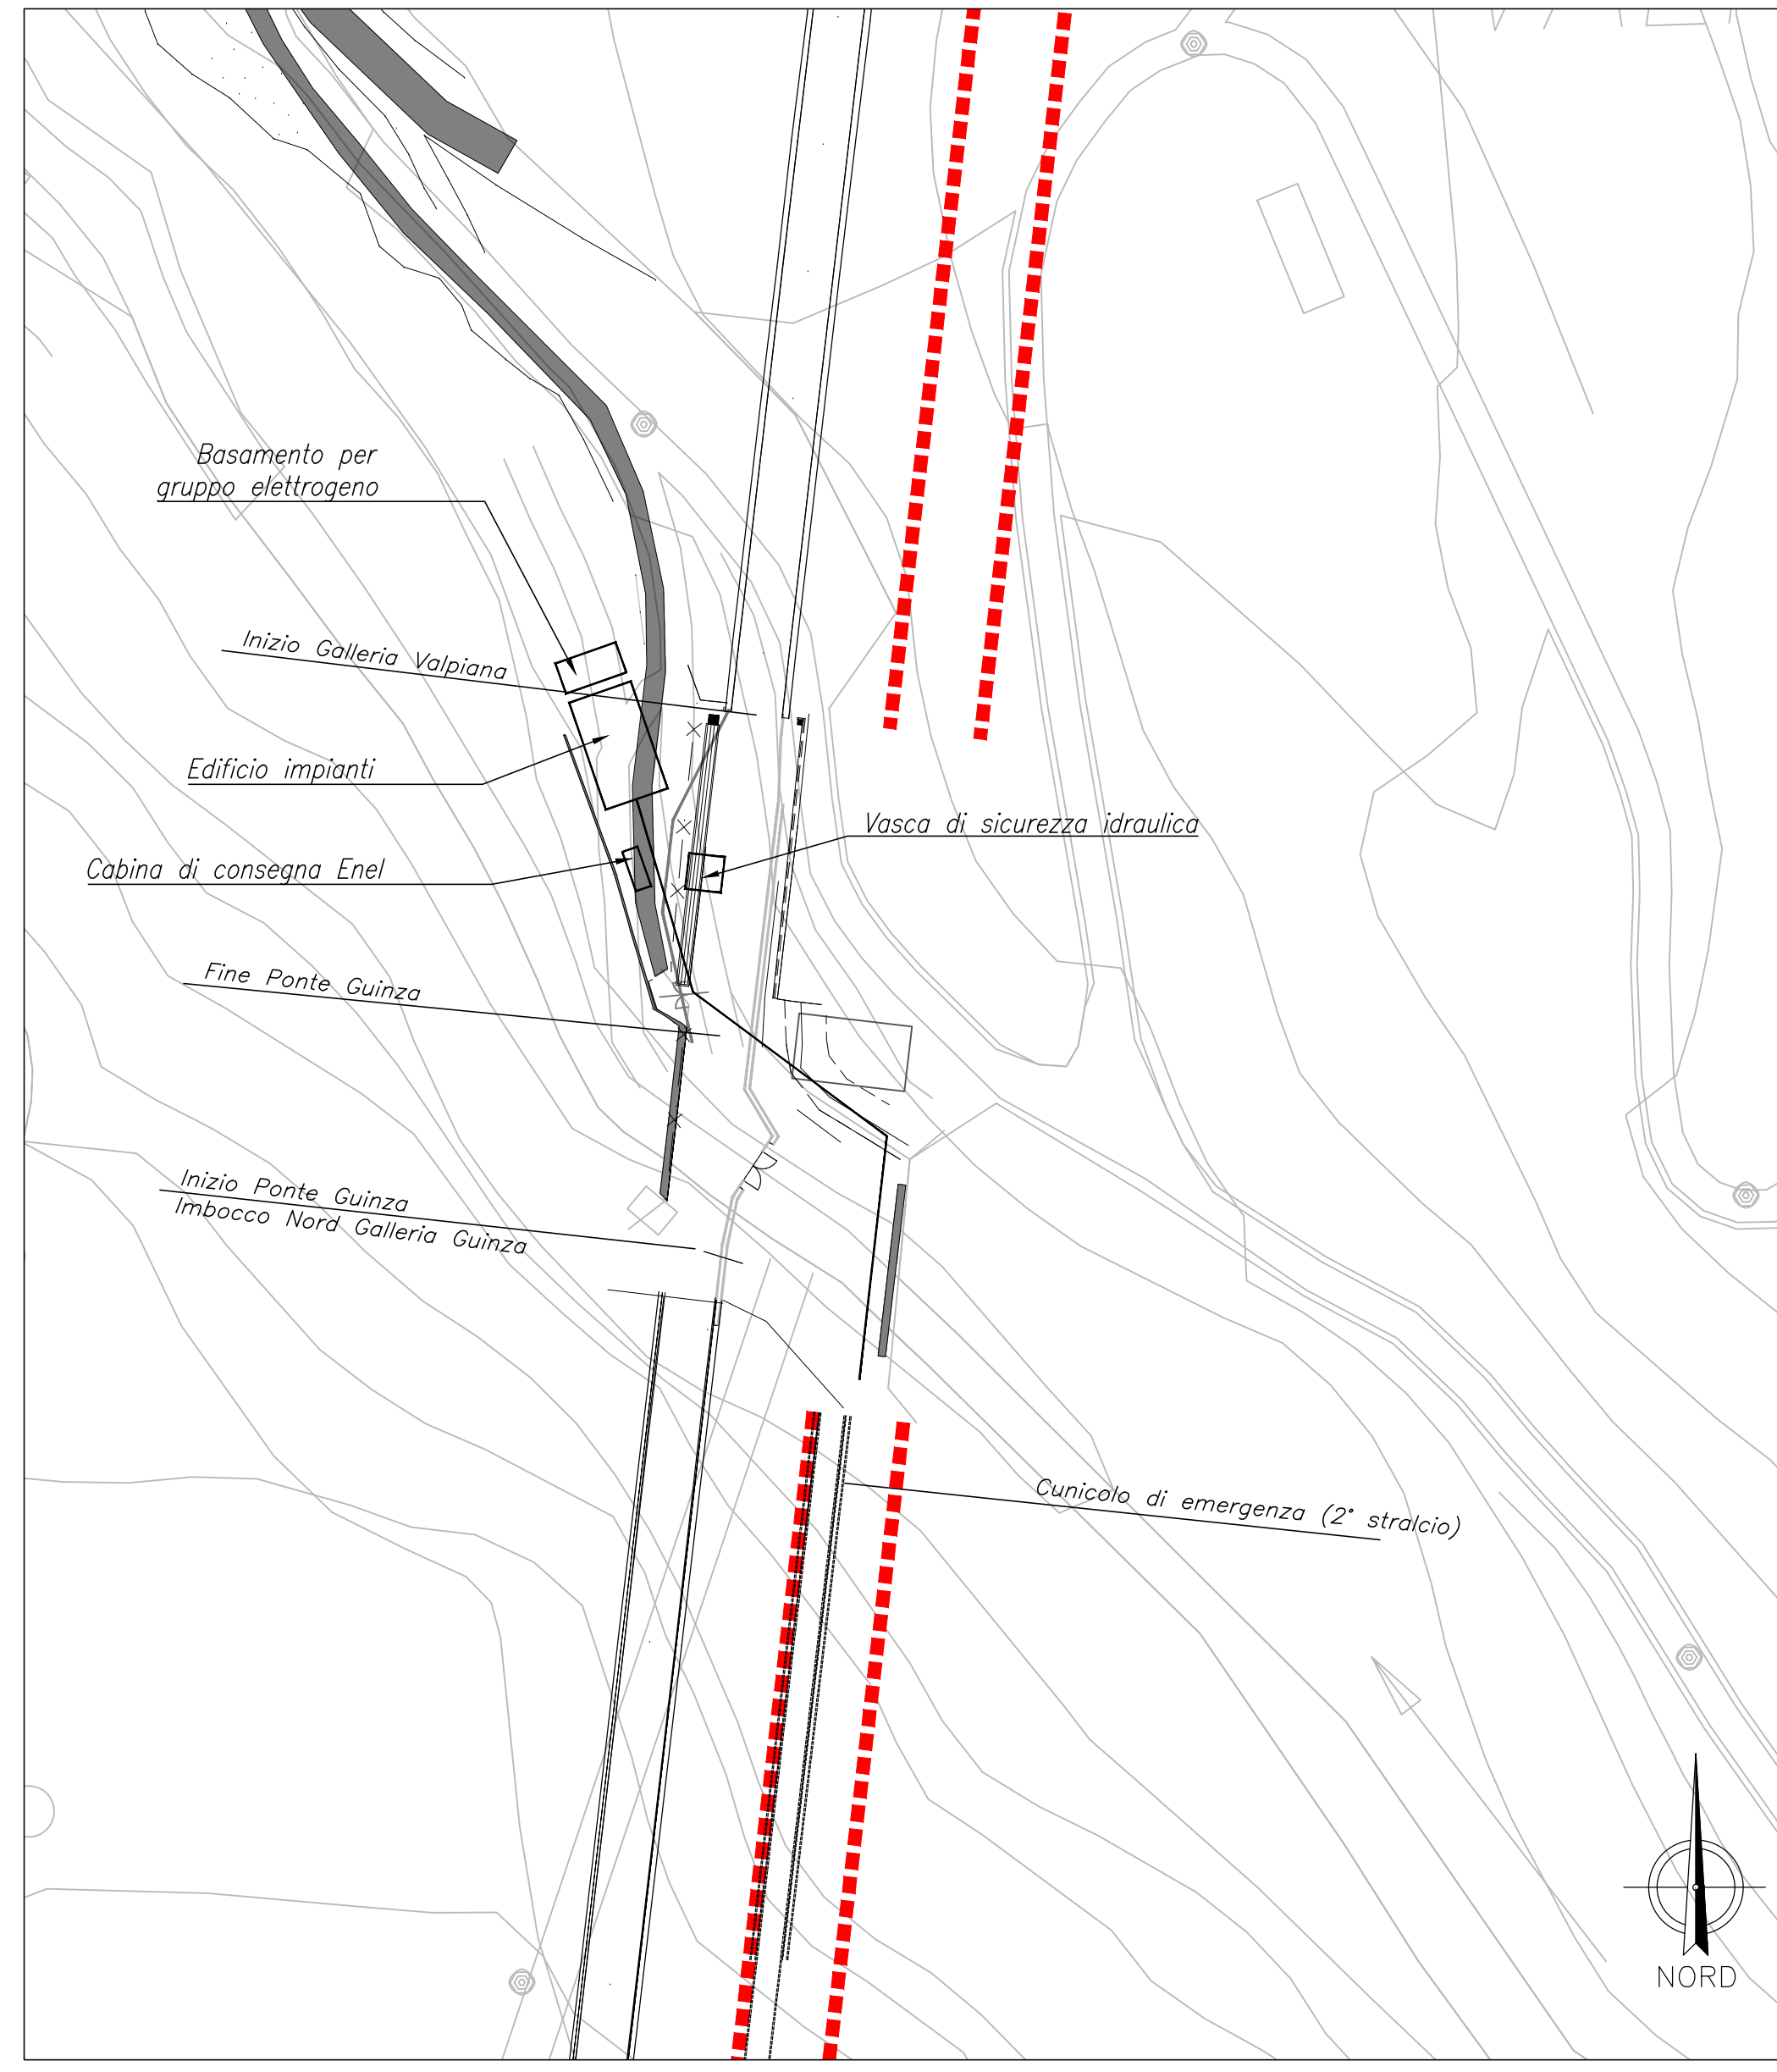 Basamento per
gruppo elettrogeno
Inizio Galleria Valpiana
Edificio impianti
Vasca di sicurezza idraulica
Cabina di consegna Enel
Fine Ponte Guinza
Inizio Ponte Guinza
Imbocco Nord Galleria Guinza
Cunicolo di emergenza (2° stralcio)
NORD